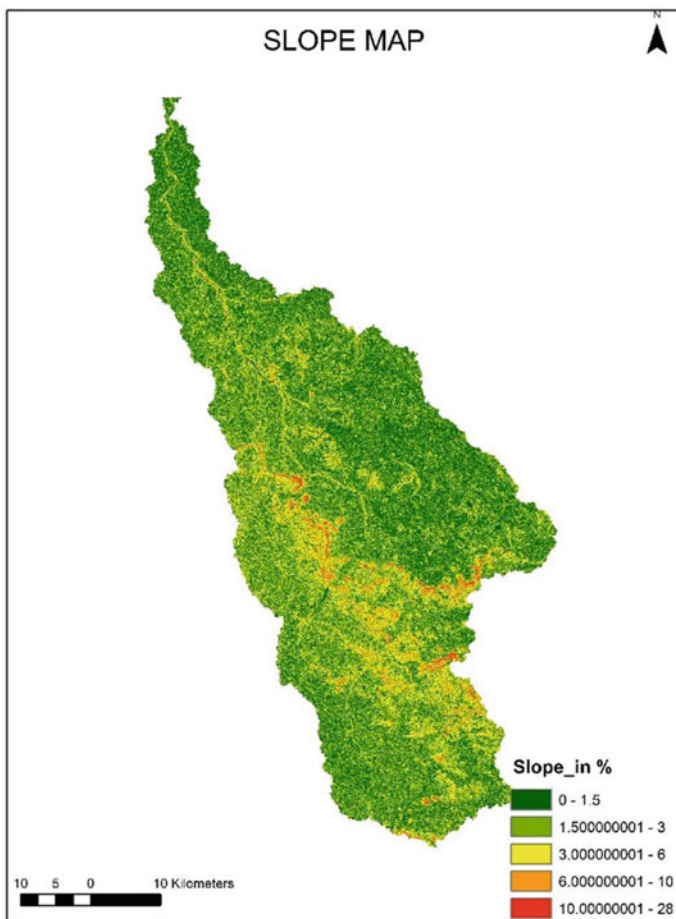 N
SLOPE MAP
Slope_in %
0 - 1.5
1.500000001 - 3
3.000000001 - 6
6.000000001 - 10
10.00000001 - 28
10 5 0 10 Kilometers